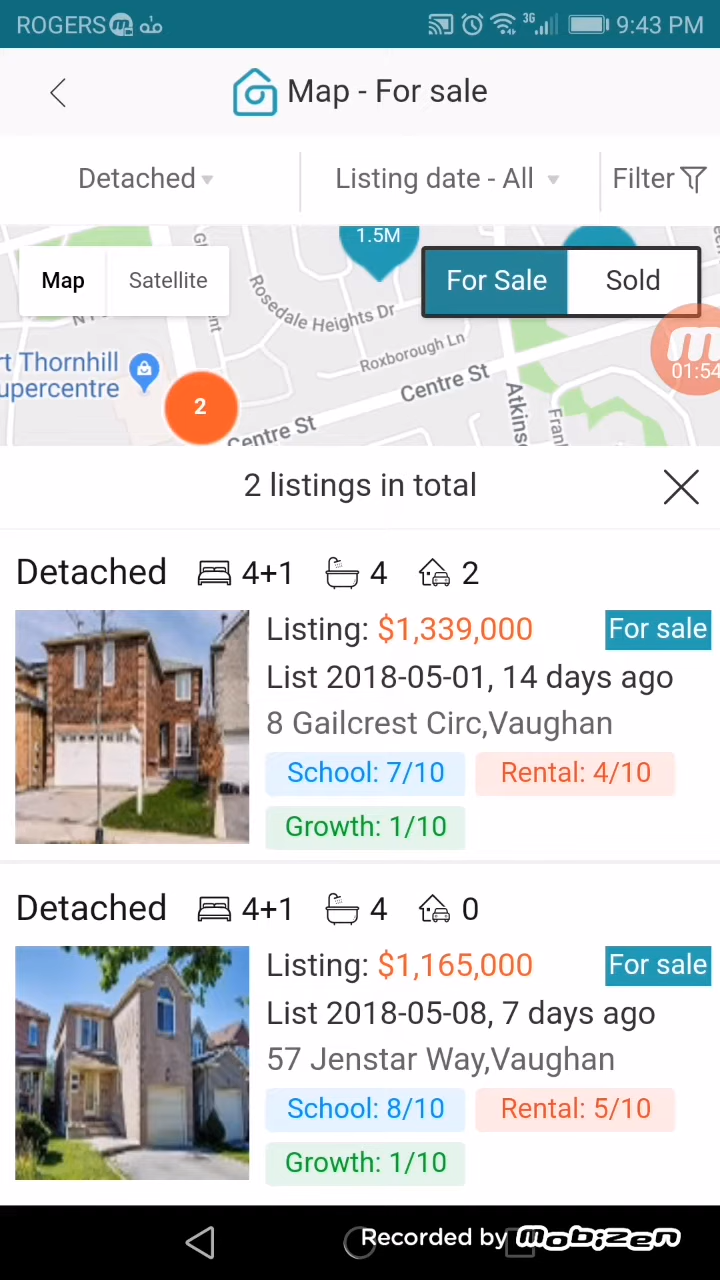 ROGERS
3G
9:43 PM
Map - For sale
Detached
Listing date - All
Filter
1.5M
Map
Satellite
For Sale
Sold
Rosedale Heights Dr
Roxborough Ln
01:54
rt Thornhill
upercentre
2
Centre St
Centre St
Atkins
Fran
2 listings in total
Detached 4+1 4 2
Listing: $1,339,000
For sale
List 2018-05-01, 14 days ago
8 Gailcrest Circ,Vaughan
School: 7/10
Rental: 4/10
Growth: 1/10
Detached 4+1 4 0
Listing: $1,165,000
For sale
List 2018-05-08, 7 days ago
57 Jenstar Way,Vaughan
School: 8/10
Rental: 5/10
Growth: 1/10
Recorded by mobizen